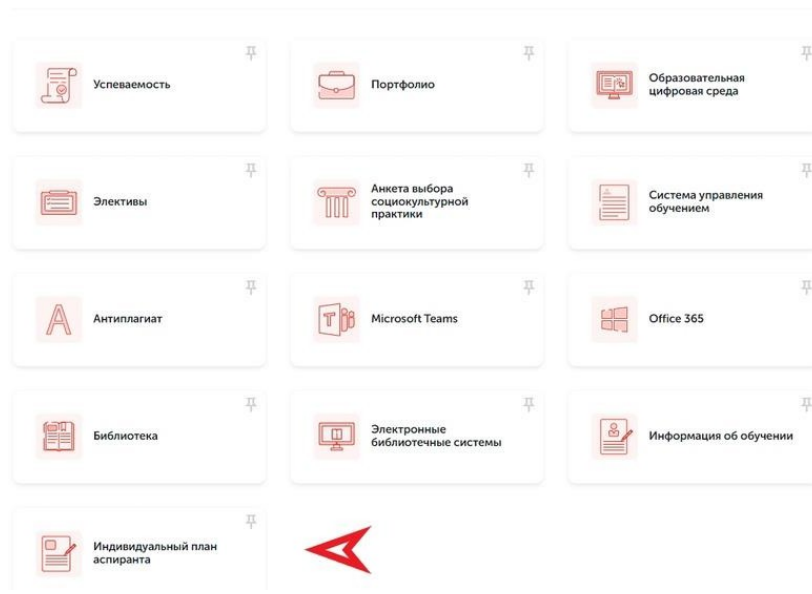 Успеваемость
Портфолио
Образовательная
цифровая среда
Элективы
Анкета выбора
социокультурной
практики
Система управления
обучением
Антиплагиат
Microsoft Teams
Office 365
Библиотека
Электронные
библиотечные системы
Информация об обучении
Индивидуальный план
аспиранта